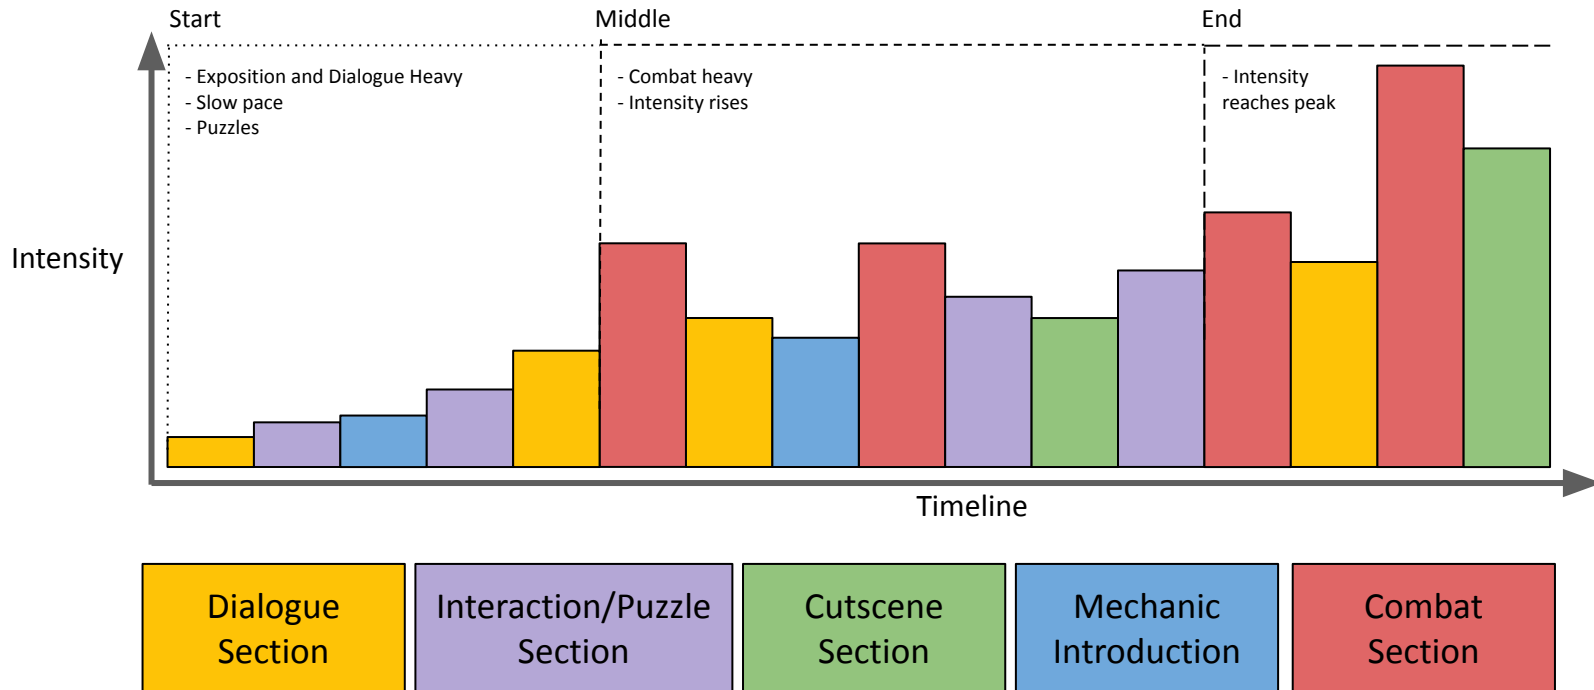 Start
Middle
End
- Exposition and Dialogue Heavy
- Slow pace
- Puzzles
- Combat heavy
- Intensity rises
- Intensity
reaches peak
Intensity
Timeline
Dialogue
Section
Interaction/Puzzle
Section
Cutscene
Section
Mechanic
Introduction
Combat
Section